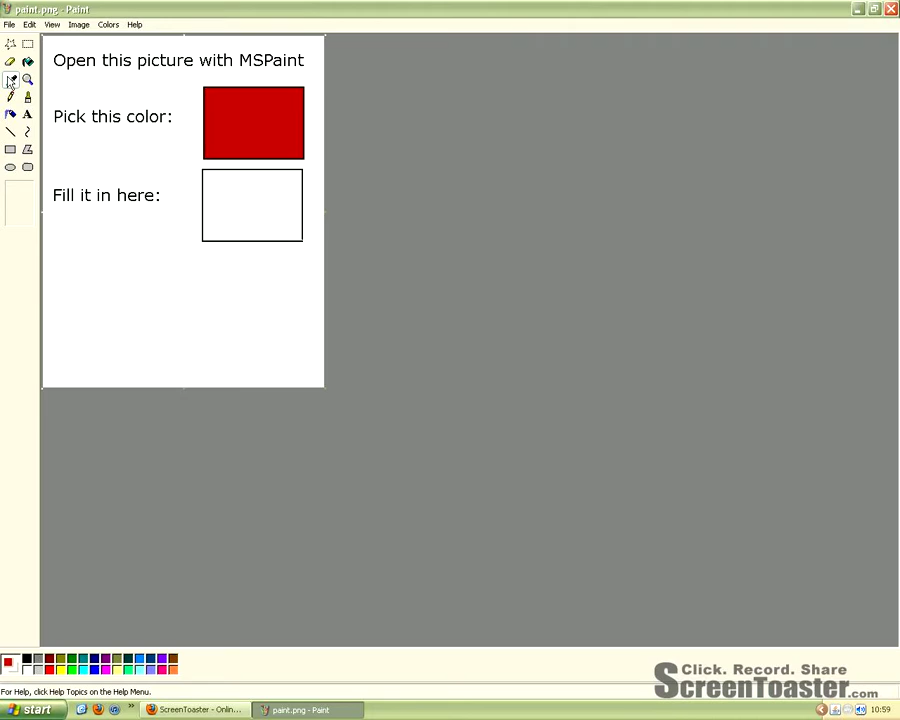 paint.png - Paint
File Edit View Image Colors Help
Open this picture with MSPaint
Pick this color:
Fill it in here:
A
For Help, click Help Topics on the Help Menu.
Click. Record. Share
ScreenToaster.com
start » ScreenToaster - Onlin... paint.png - Paint 10:59